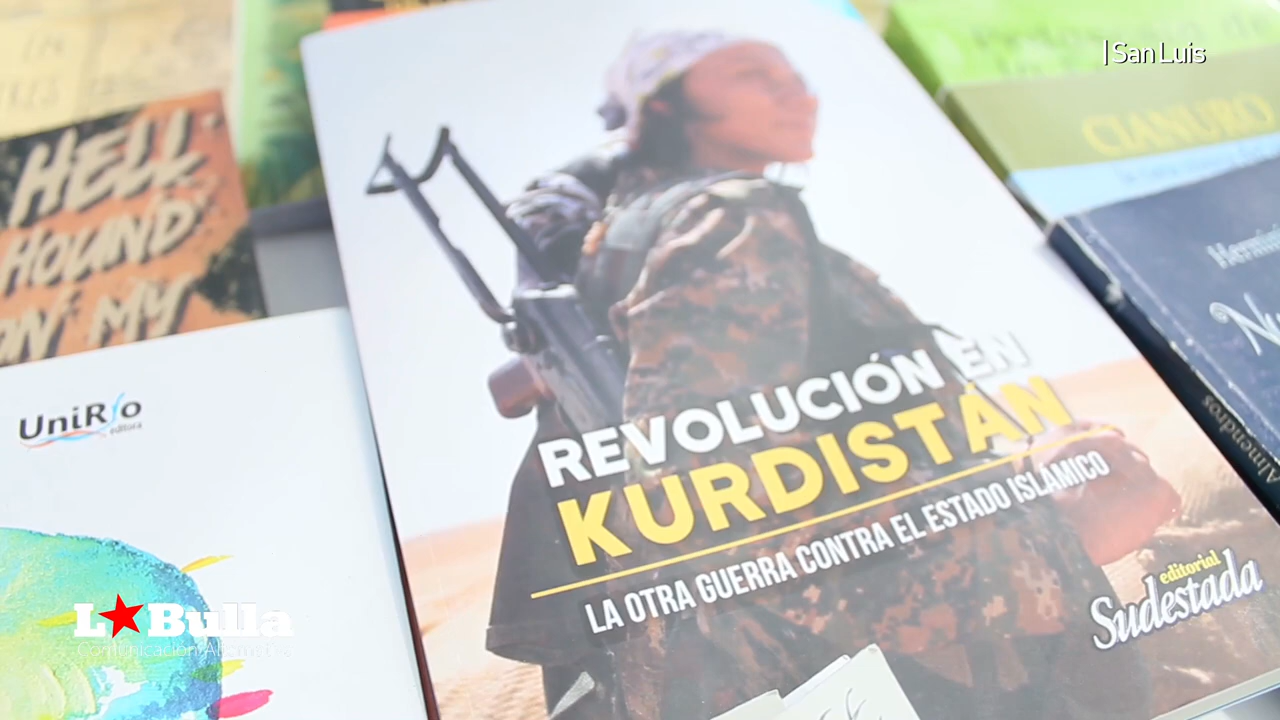 | San Luis
HELL
HOUND
ON MY
CIANURO
UniRío
editora
REVOLUCIÓN EN
KURDISTÁN
LA OTRA GUERRA CONTRA EL ESTADO ISLÁMICO
editorial
Sudestada
Almendros
L★Bulla